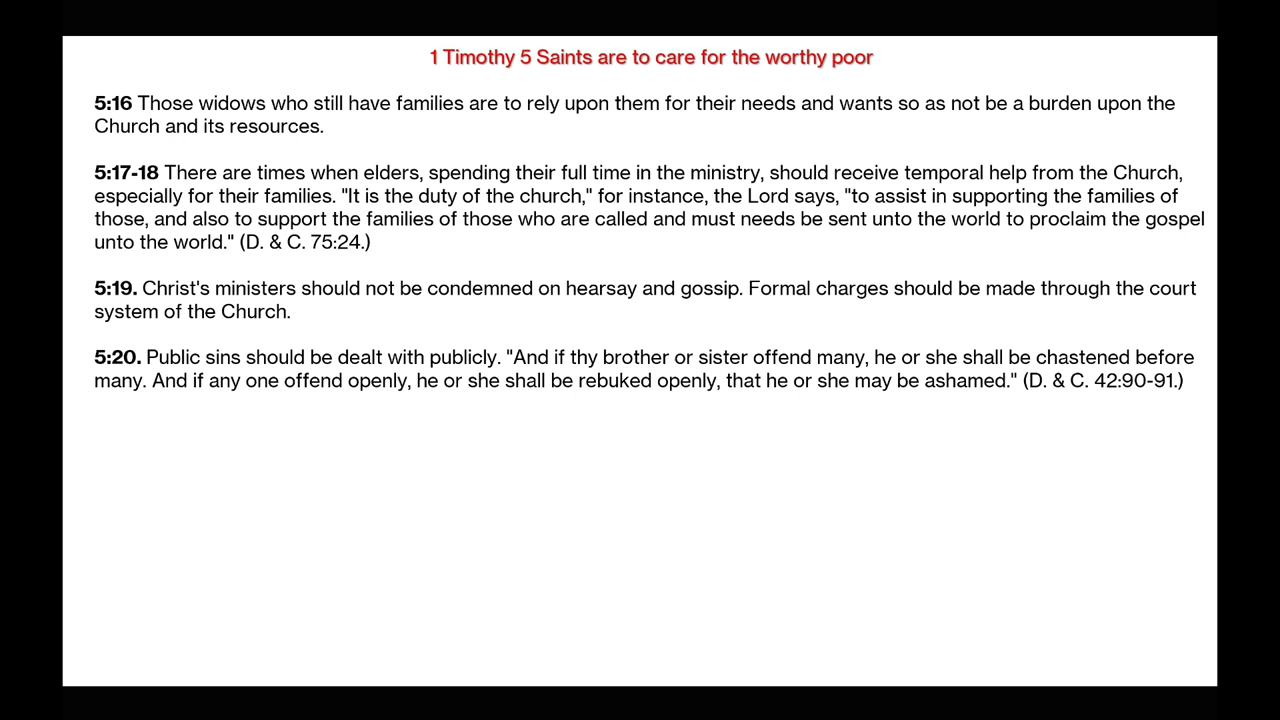 1 Timothy 5 Saints are to care for the worthy poor
5:16 Those widows who still have families are to rely upon them for their needs and wants so as not be a burden upon the
Church and its resources.
5:17-18 There are times when elders, spending their full time in the ministry, should receive temporal help from the Church,
especially for their families. "It is the duty of the church," for instance, the Lord says, "to assist in supporting the families of
those, and also to support the families of those who are called and must needs be sent unto the world to proclaim the gospel
unto the world." (D. & C. 75:24.)
5:19. Christ's ministers should not be condemned on hearsay and gossip. Formal charges should be made through the court
system of the Church.
5:20. Public sins should be dealt with publicly. "And if thy brother or sister offend many, he or she shall be chastened before
many. And if any one offend openly, he or she shall be rebuked openly, that he or she may be ashamed." (D. & C. 42:90-91.)